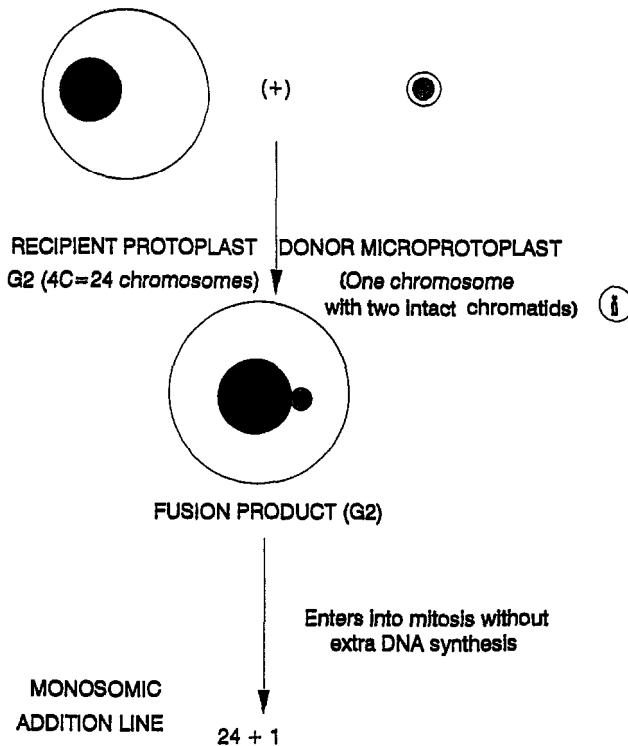 (+)
RECIPIENT PROTOPLAST
G2 (4C=24 chromosomes)
DONOR MICROPROTOPLAST
(One chromosome
with two intact chromatids)
FUSION PRODUCT (G2)
Enters into mitosis without
extra DNA synthesis
MONOSOMIC
ADDITION LINE
24 + 1